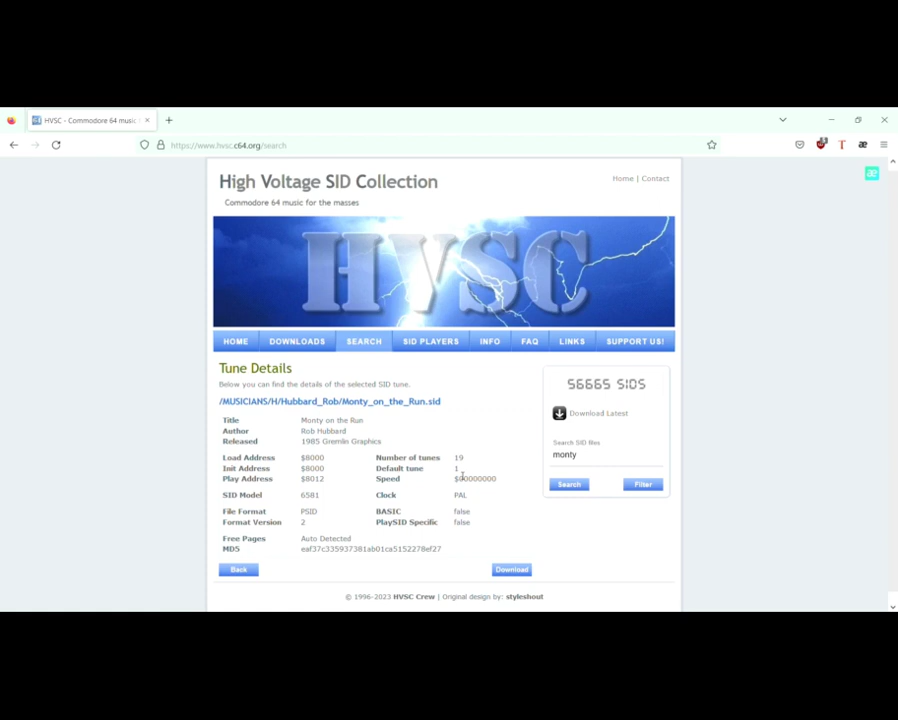 HVSC - Commodore 64 music
https://www.hvsc.c64.org/search
High Voltage SID Collection
Home | Contact
Commodore 64 music for the masses
HVSC
HOME DOWNLOADS SEARCH SID PLAYERS INFO FAQ LINKS SUPPORT US!
Tune Details
Below you can find the details of the selected SID tune.
/MUSICIANS/H/Hubbard_Rob/Monty_on_the_Run.sid
Title Monty on the Run
Author Rob Hubbard
Released 1985 Gremlin Graphics
Load Address $8000 Number of tunes 19
Init Address $8000 Default tune 1
Play Address $8012 Speed $00000000
SID Model 6581 Clock PAL
File Format PSID BASIC false
Format Version 2 PlaySID Specific false
Free Pages Auto Detected
MD5 eaf37c335937381ab01ca5152278ef27
Back Download
56665 SIDS
Download Latest
Search SID files
monty
Search Filter
© 1996-2023 HVSC Crew | Original design by: styleshout